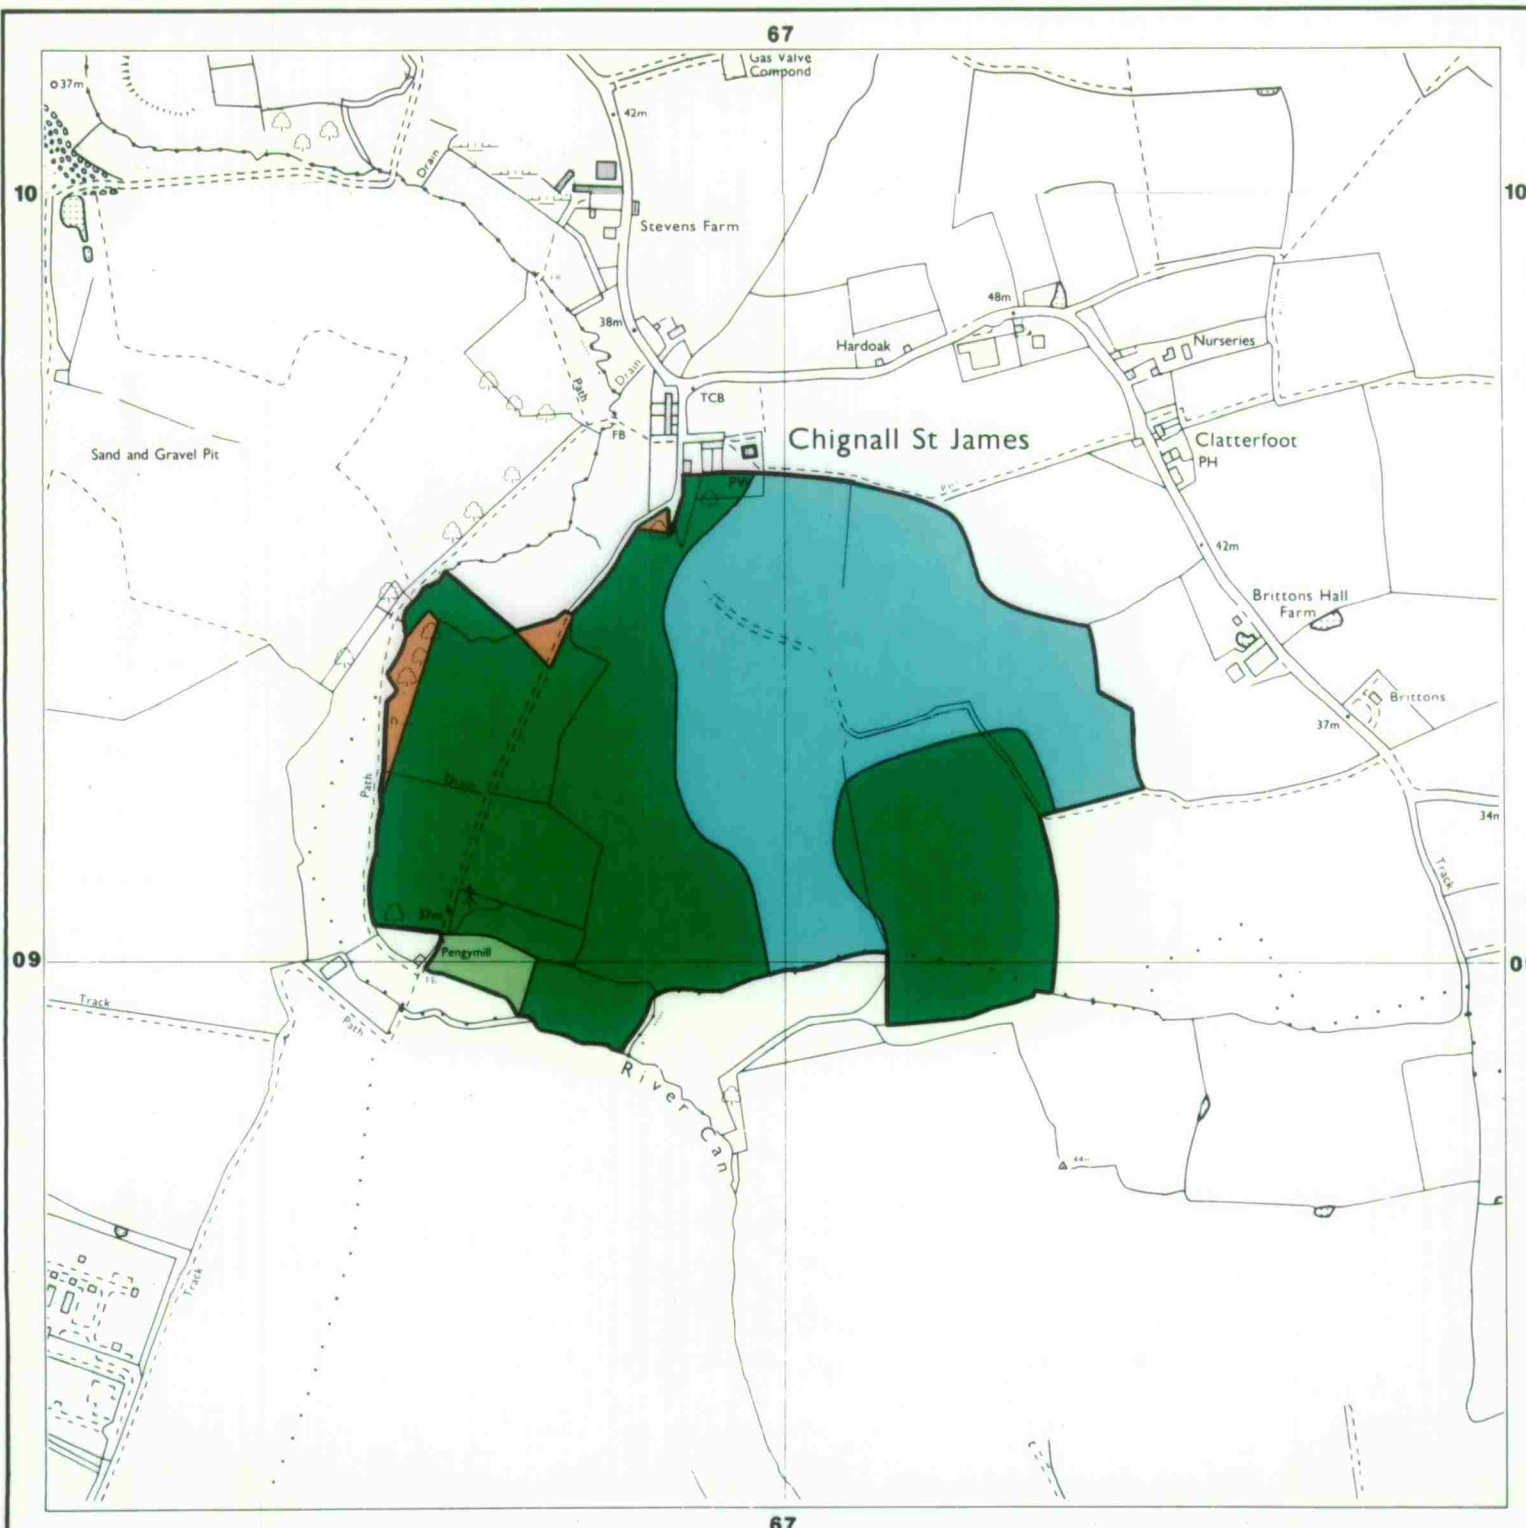 67
Gas Valve
Compond
37m
42m
Drain
10
10
Stevens Farm
48m
38m
Hardoak
Nurseries
Drain
Path
TCB
FB
Chignall St James
Clatterfoot
PH
Sand and Gravel Pit
PW
42m
Brittons Hall
Farm
Brittons
37m
Path
Drain
34m
Track
37m
Pengymill
09
Track
Path
River Can
44m
Track
67